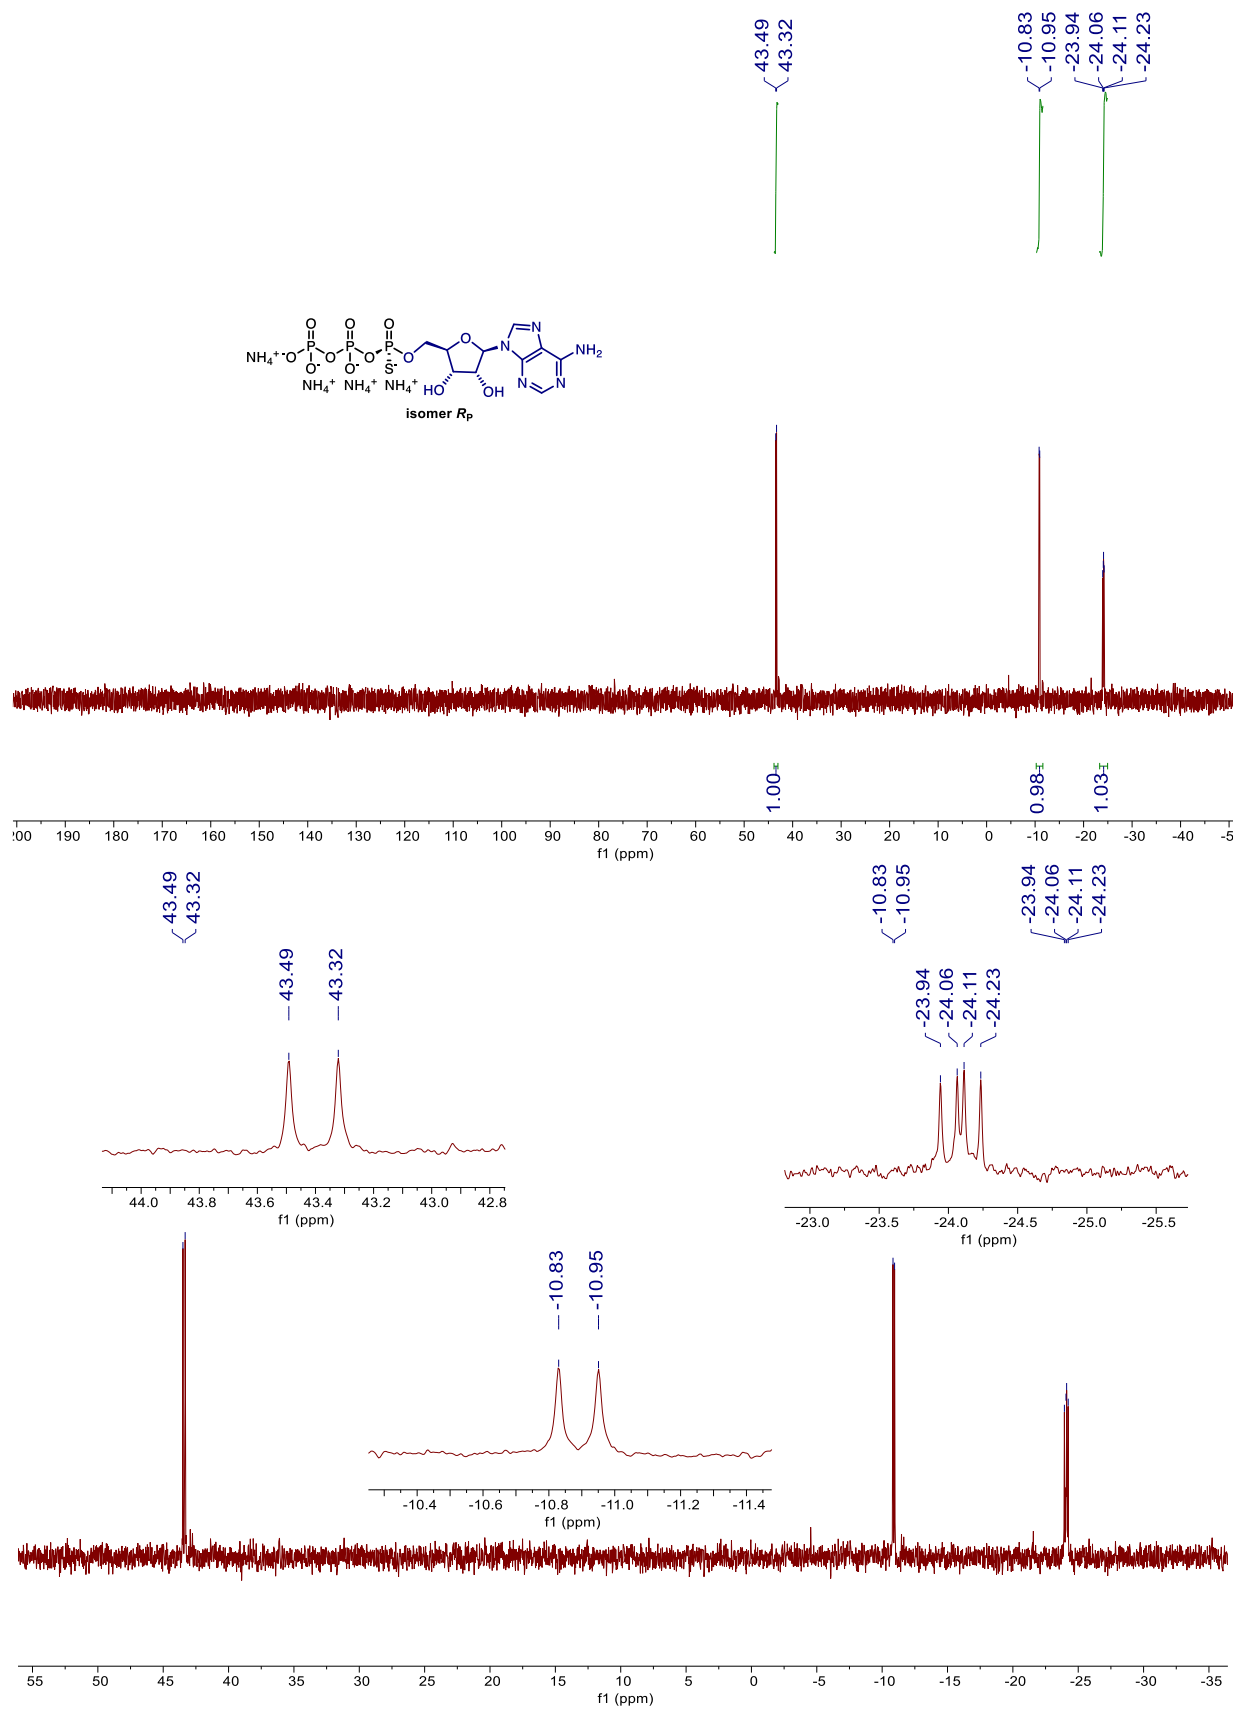 43.49
43.32
-10.83
-10.95
-23.94
-24.06
-24.11
-24.23
O O O
NH₄⁺ -O P O P O P O O N N NH₂
O- O- S- N N
NH₄⁺ NH₄⁺ NH₄⁺ HO OH
isomer Rₚ
1.00
0.98
1.03
200 190 180 170 160 150 140 130 120 110 100 90 80 70 60 50 40 30 20 10 0 -10 -20 -30 -40 -5
f1 (ppm)
43.49
43.32
-10.83
-10.95
-23.94
-24.06
-24.11
-24.23
43.49
43.32
44.0 43.8 43.6 43.4 43.2 43.0 42.8
f1 (ppm)
-23.94
-24.06
-24.11
-24.23
-23.0 -23.5 -24.0 -24.5 -25.0 -25.5
f1 (ppm)
-10.83
-10.95
-10.4 -10.6 -10.8 -11.0 -11.2 -11.4
f1 (ppm)
55 50 45 40 35 30 25 20 15 10 5 0 -5 -10 -15 -20 -25 -30 -35
f1 (ppm)